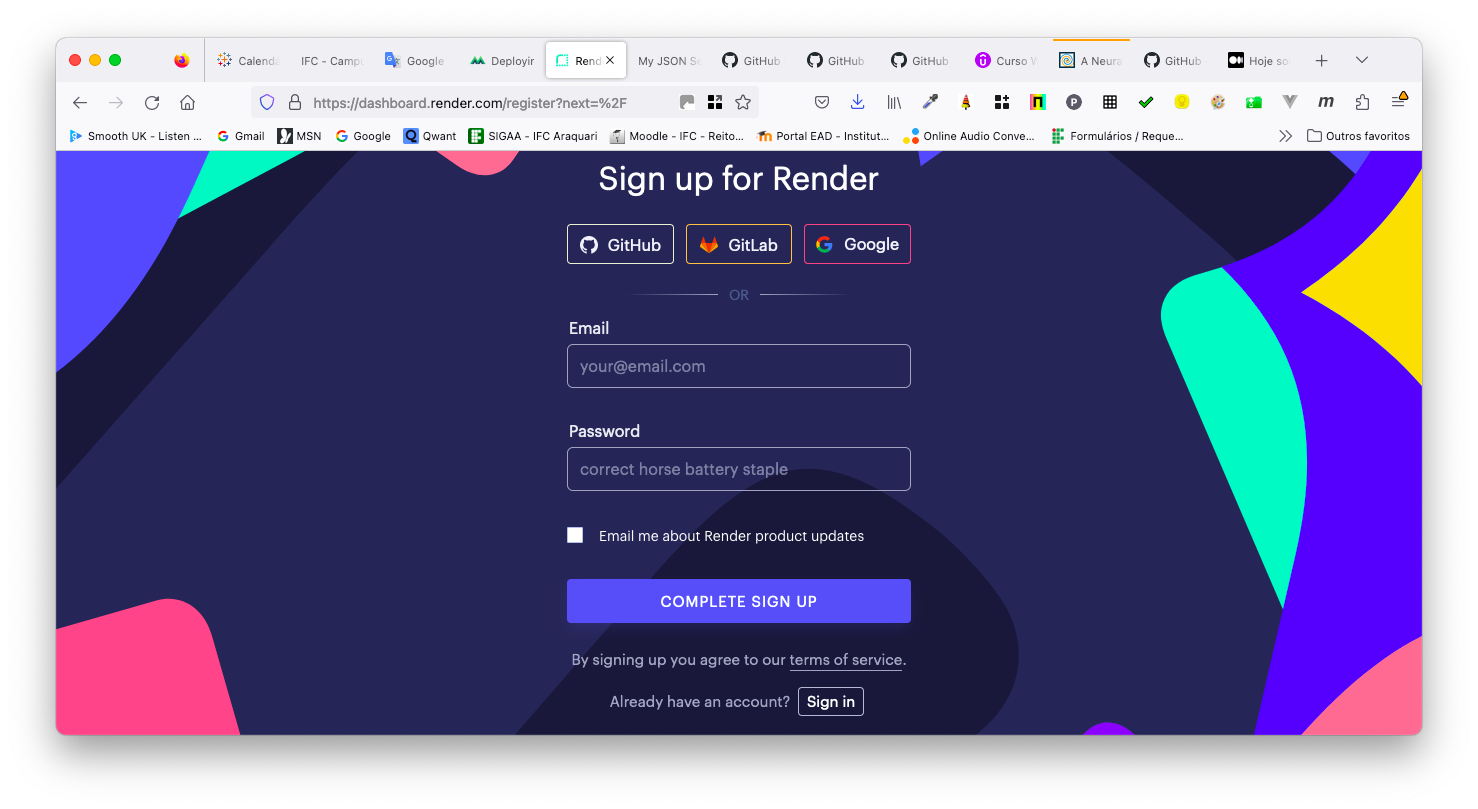 Calenda IFC - Campu Google Deployir Rend My JSON Se GitHub GitHub GitHub Curso W A Neura GitHub Hoje so
https://dashboard.render.com/register?next=%2F
Smooth UK - Listen ... Gmail MSN Google Qwant SIGAA - IFC Araquari Moodle - IFC - Reito... Portal EAD - Institut... Online Audio Conve... Formulários / Reque... Outros favoritos
Sign up for Render
GitHub GitLab Google
OR
Email
your@email.com
Password
correct horse battery staple
Email me about Render product updates
COMPLETE SIGN UP
By signing up you agree to our terms of service.
Already have an account? Sign in